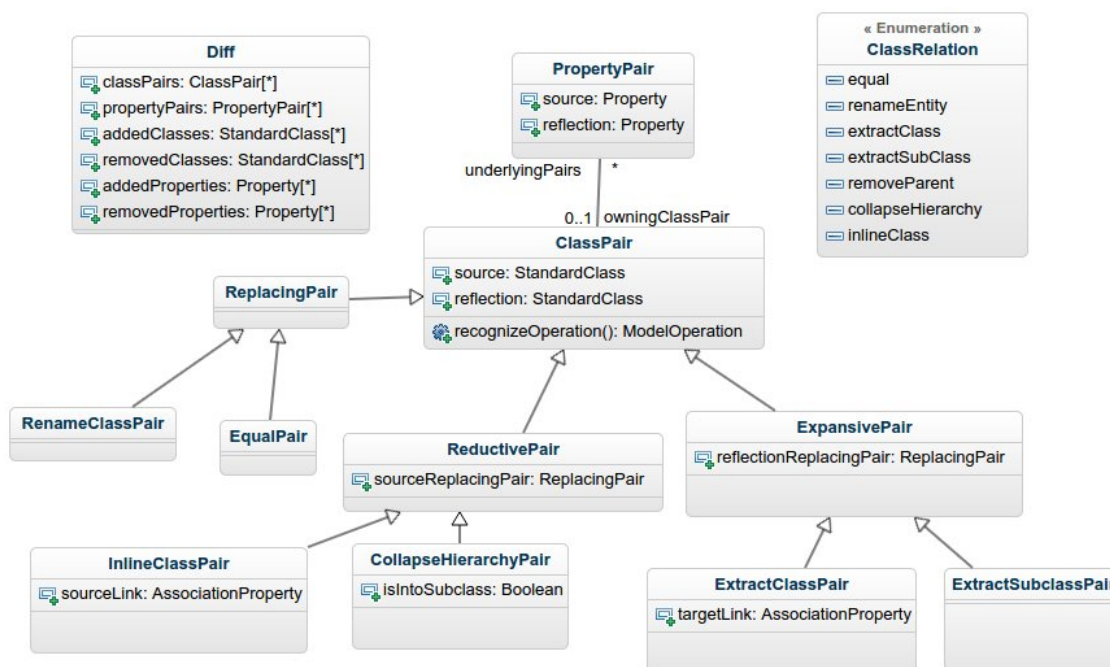 Diff
classPairs: ClassPair[*]
propertyPairs: PropertyPair[*]
addedClasses: StandardClass[*]
removedClasses: StandardClass[*]
addedProperties: Property[*]
removedProperties: Property[*]
PropertyPair
source: Property
reflection: Property
« Enumeration »
ClassRelation
equal
renameEntity
extractClass
extractSubClass
removeParent
collapseHierarchy
inlineClass
underlyingPairs *
0..1 owningClassPair
ClassPair
source: StandardClass
reflection: StandardClass
recognizeOperation(): ModelOperation
ReplacingPair
RenameClassPair
EqualPair
ReductivePair
sourceReplacingPair: ReplacingPair
ExpansivePair
reflectionReplacingPair: ReplacingPair
InlineClassPair
sourceLink: AssociationProperty
CollapseHierarchyPair
isIntoSubclass: Boolean
ExtractClassPair
targetLink: AssociationProperty
ExtractSubclassPair